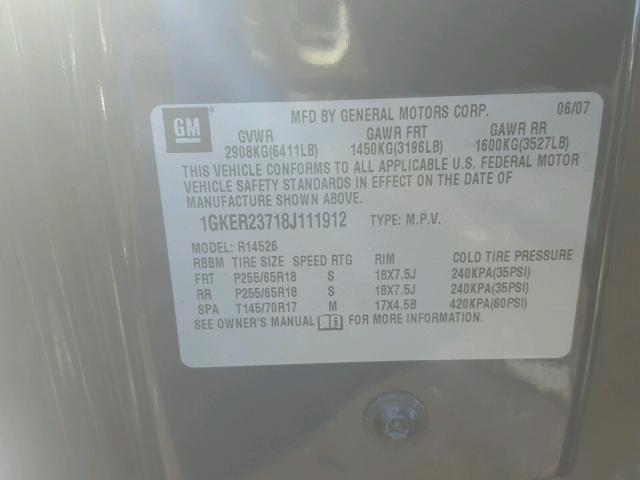 GM
®
MFD BY GENERAL MOTORS CORP. 06/07
GVWR GAWR FRT GAWR RR
2908KG(6411LB) 1450KG(3196LB) 1600KG(3527LB)
THIS VEHICLE CONFORMS TO ALL APPLICABLE U.S. FEDERAL MOTOR
VEHICLE SAFETY STANDARDS IN EFFECT ON THE DATE OF
MANUFACTURE SHOWN ABOVE.
1GKER23718J111912 TYPE: M.P.V.
MODEL: R14526
RBBM TIRE SIZE SPEED RTG RIM COLD TIRE PRESSURE
FRT P255/65R18 S 18X7.5J 240KPA(35PSI)
RR P255/65R18 S 18X7.5J 240KPA(35PSI)
SPA T145/70R17 M 17X4.5B 420KPA(60PSI)
SEE OWNER'S MANUAL FOR MORE INFORMATION.